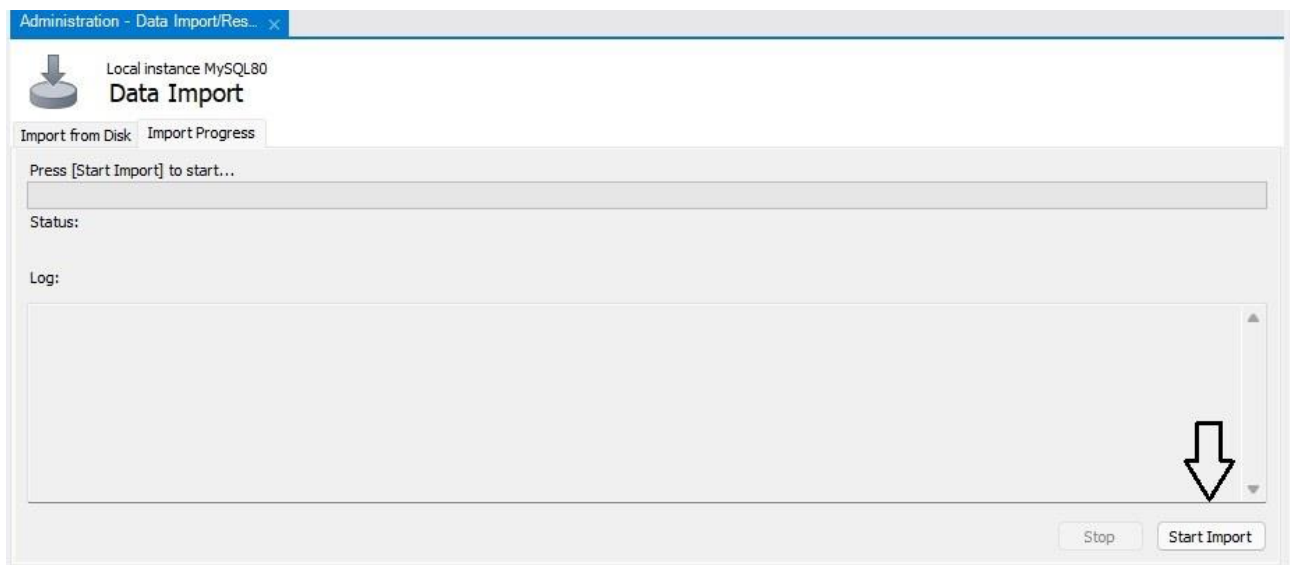 Administration - Data Import/Res...
Local instance MySQL80
Data Import
Import from Disk Import Progress
Press [Start Import] to start...
Status:
Log:
Stop Start Import